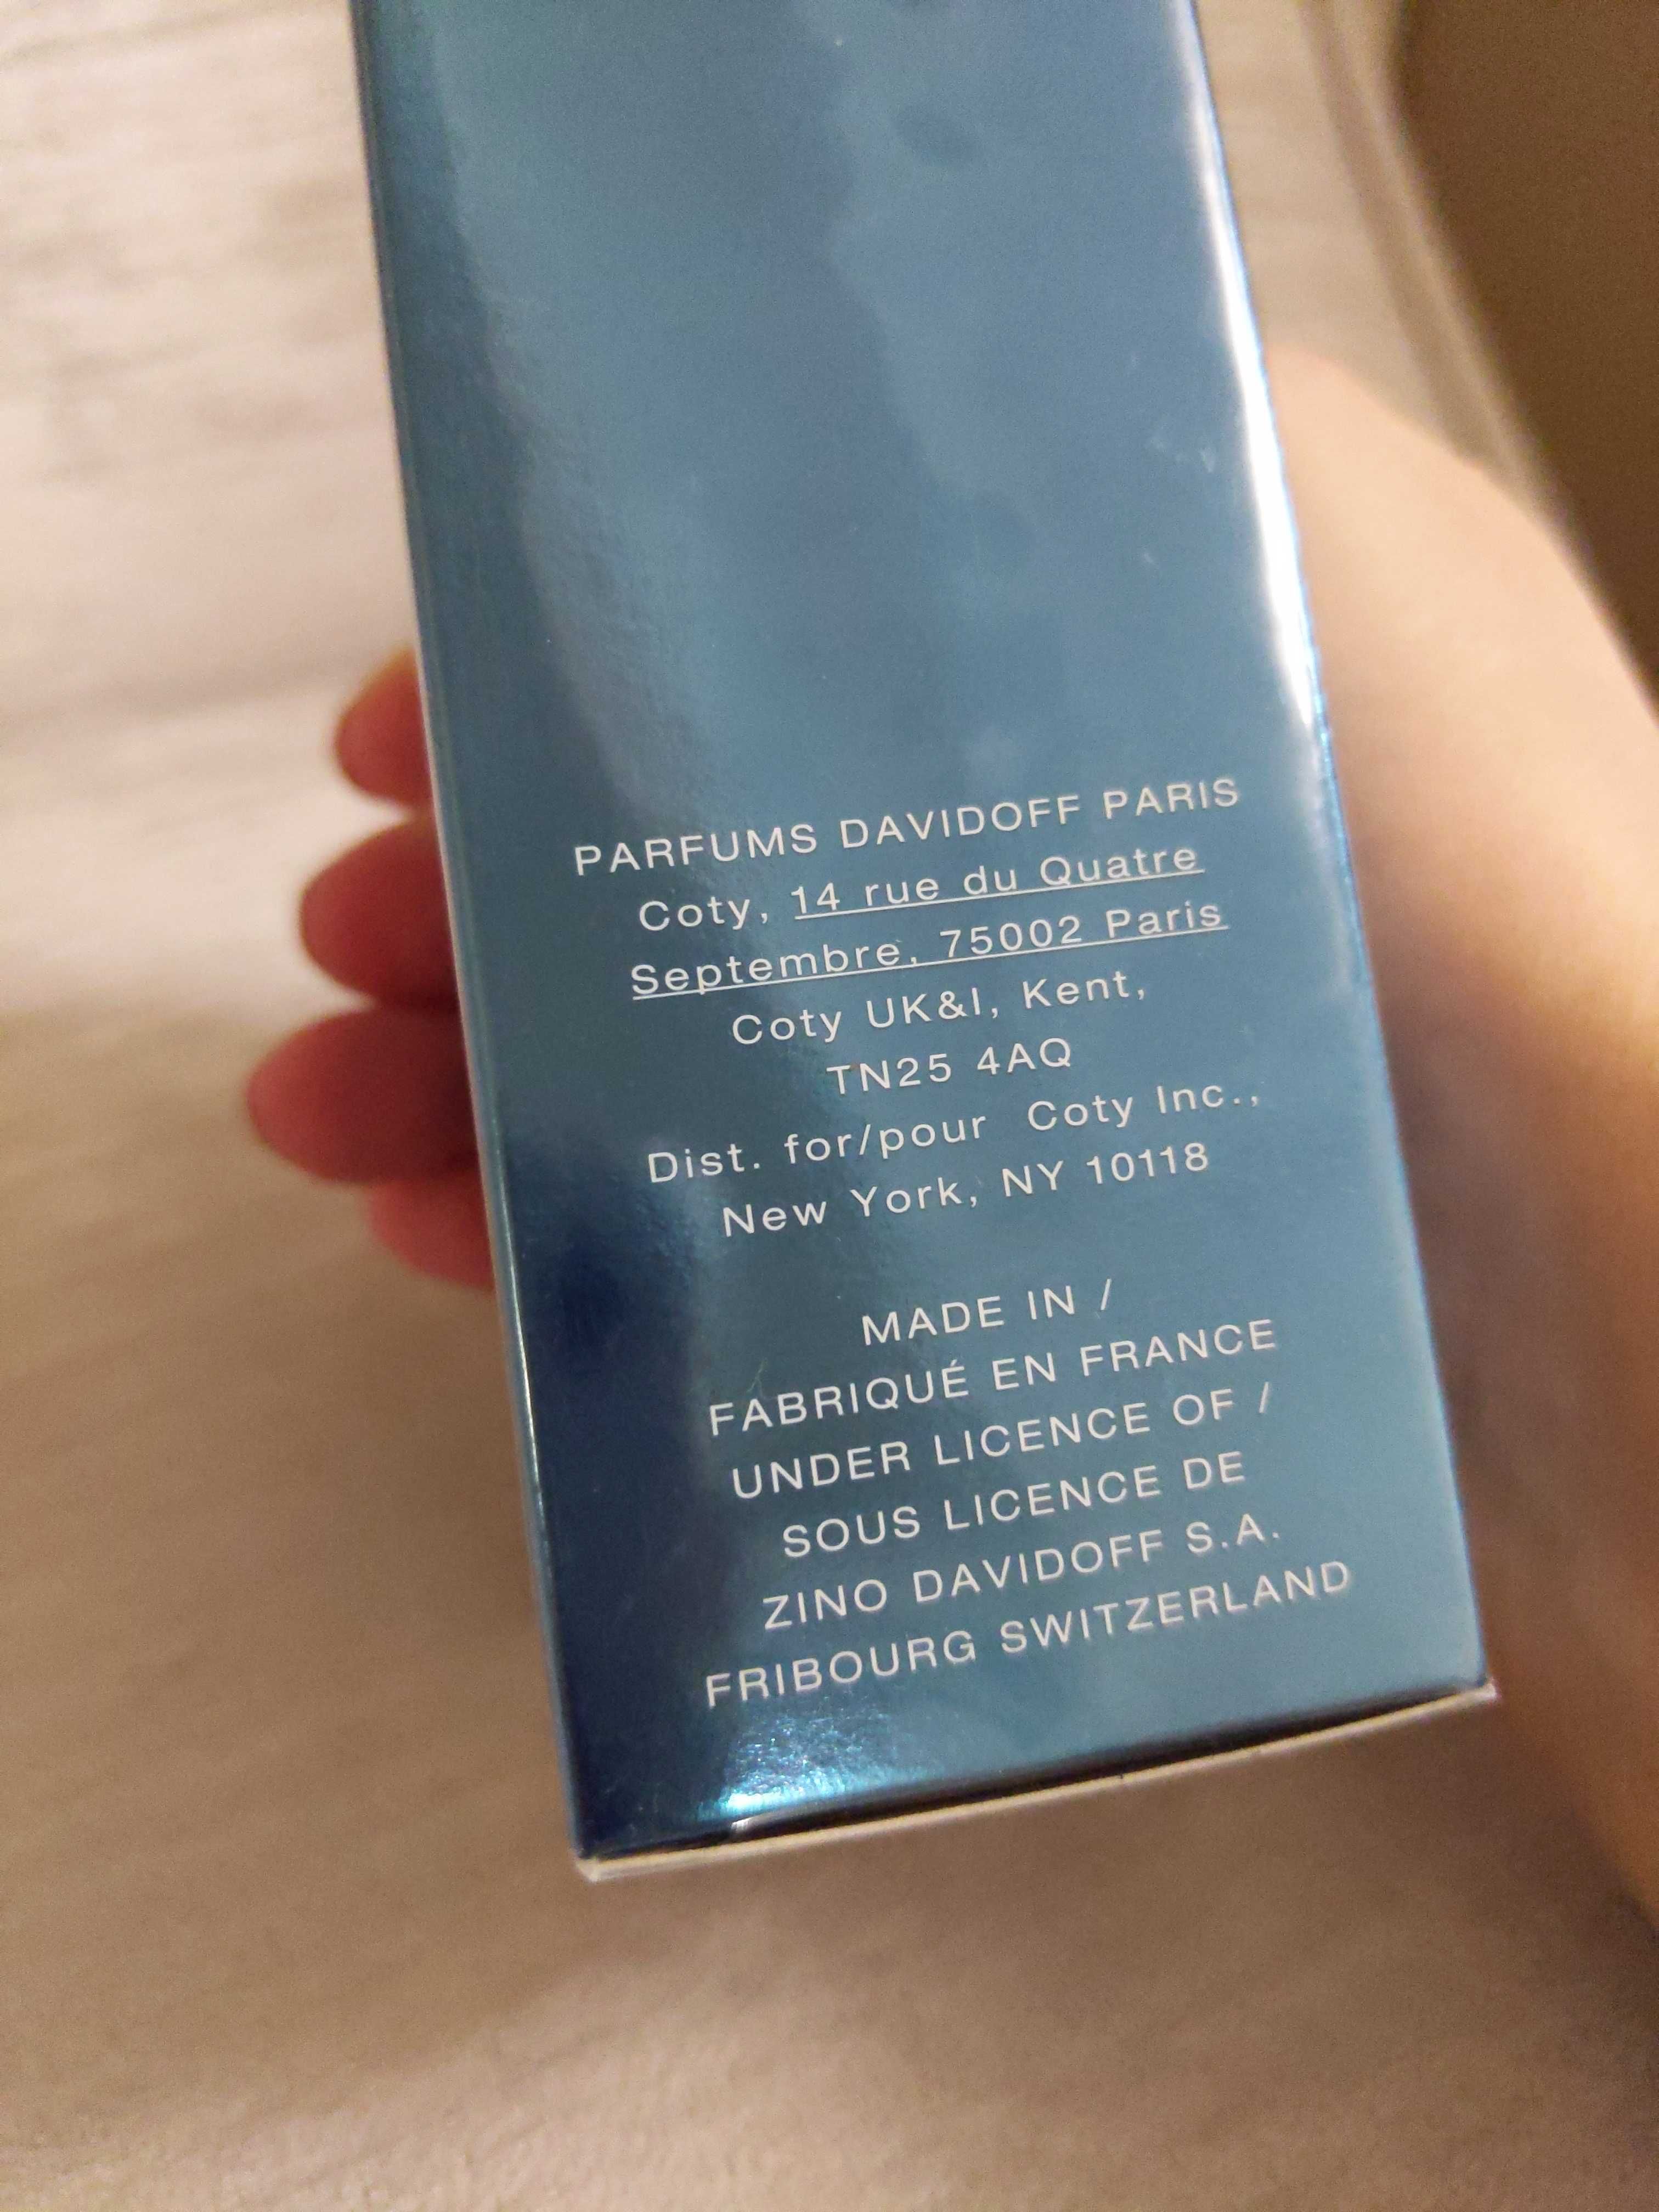 PARFUMS DAVIDOFF PARIS
Coty, 14 rue du Quatre
Septembre, 75002 Paris
Coty UK&I, Kent,
TN25 4AQ
Dist. for/pour Coty Inc.,
New York, NY 10118
MADE IN /
FABRIQUÉ EN FRANCE
UNDER LICENCE OF /
SOUS LICENCE DE
ZINO DAVIDOFF S.A.
FRIBOURG SWITZERLAND